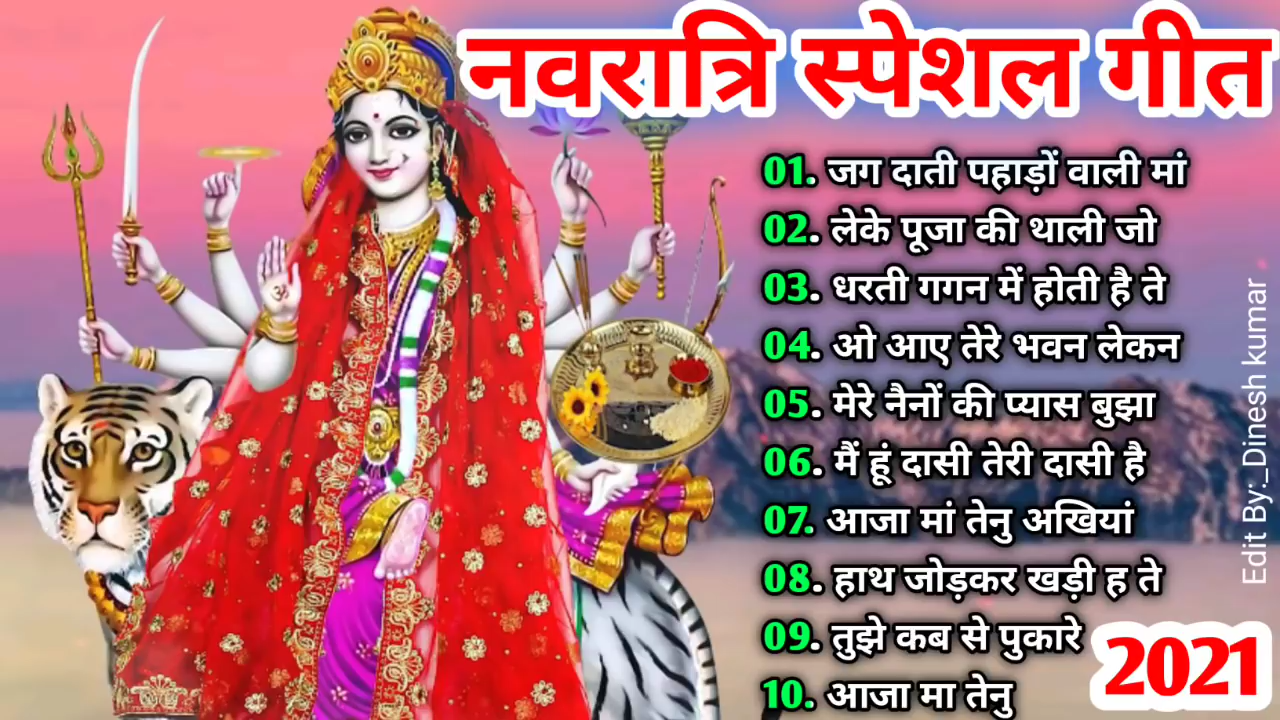 नवरात्रि स्पेशल गीत
01. जग दाती पहाड़ों वाली मां
02. लेके पूजा की थाली जो
03. धरती गगन में होती है ते
04. ओ आए तेरे भवन लेकन
05. मेरे नैनों की प्यास बुझा
06. मैं हूं दासी तेरी दासी है
07. आजा मां तेनु अखियां
08. हाथ जोड़कर खड़ी ह ते
09. तुझे कब से पुकारे
10. आजा मा तेनु
2021
Edit By:_Dinesh kumar